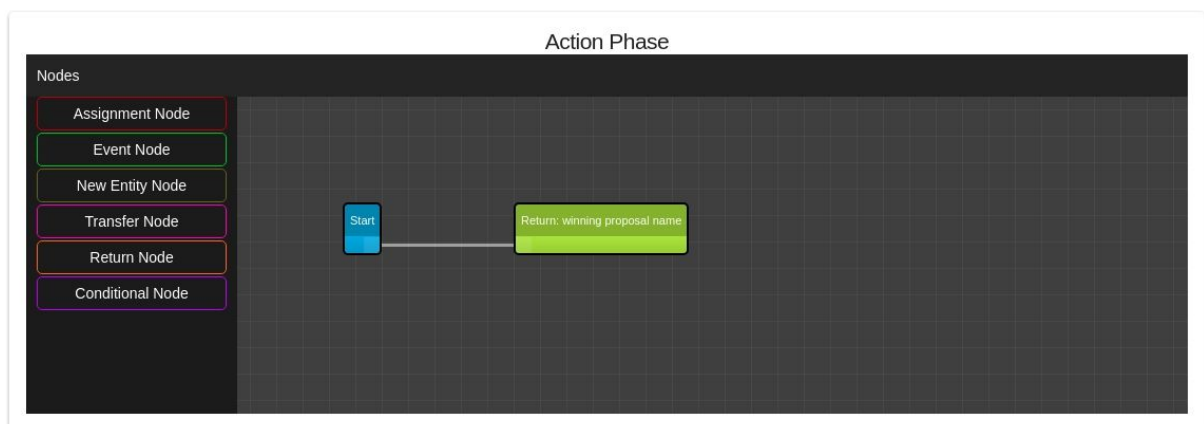 Action Phase
Nodes
Assignment Node
Event Node
New Entity Node
Transfer Node
Return Node
Conditional Node
Start
Return: winning proposal name